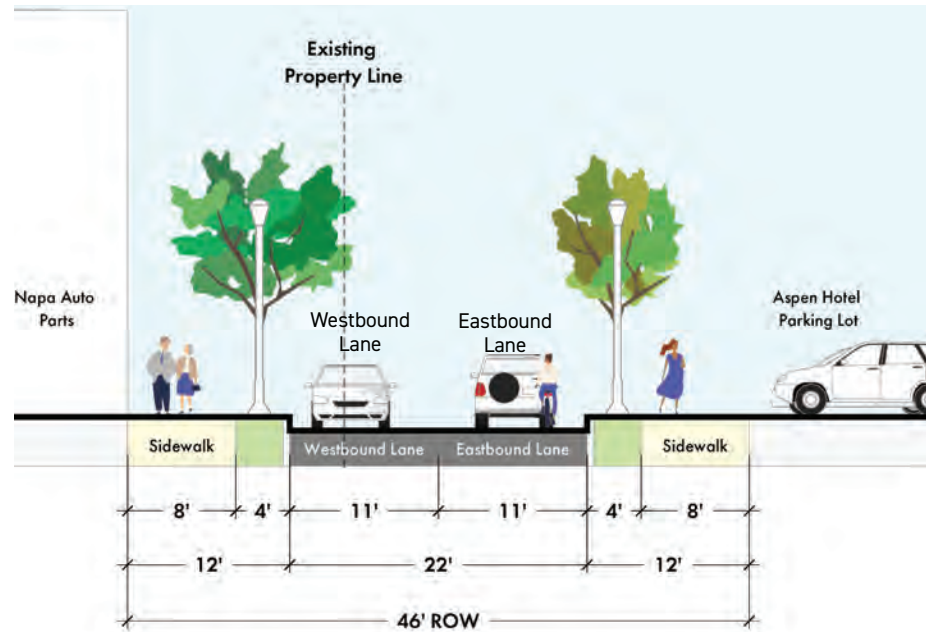 Existing
Property Line
Napa Auto
Parts
Westbound
Lane
Eastbound
Lane
Aspen Hotel
Parking Lot
Sidewalk
Westbound Lane
Eastbound Lane
Sidewalk
8'
4'
11'
11'
4'
8'
12'
22'
12'
46' ROW